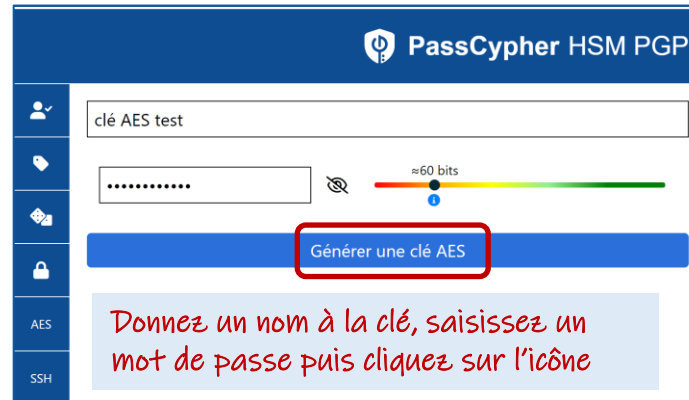 PassCypher HSM PGP
clé AES test
••••••••••••
≈60 bits
Générer une clé AES
AES
SSH
Donnez un nom à la clé, saisissez un
mot de passe puis cliquez sur l'icône